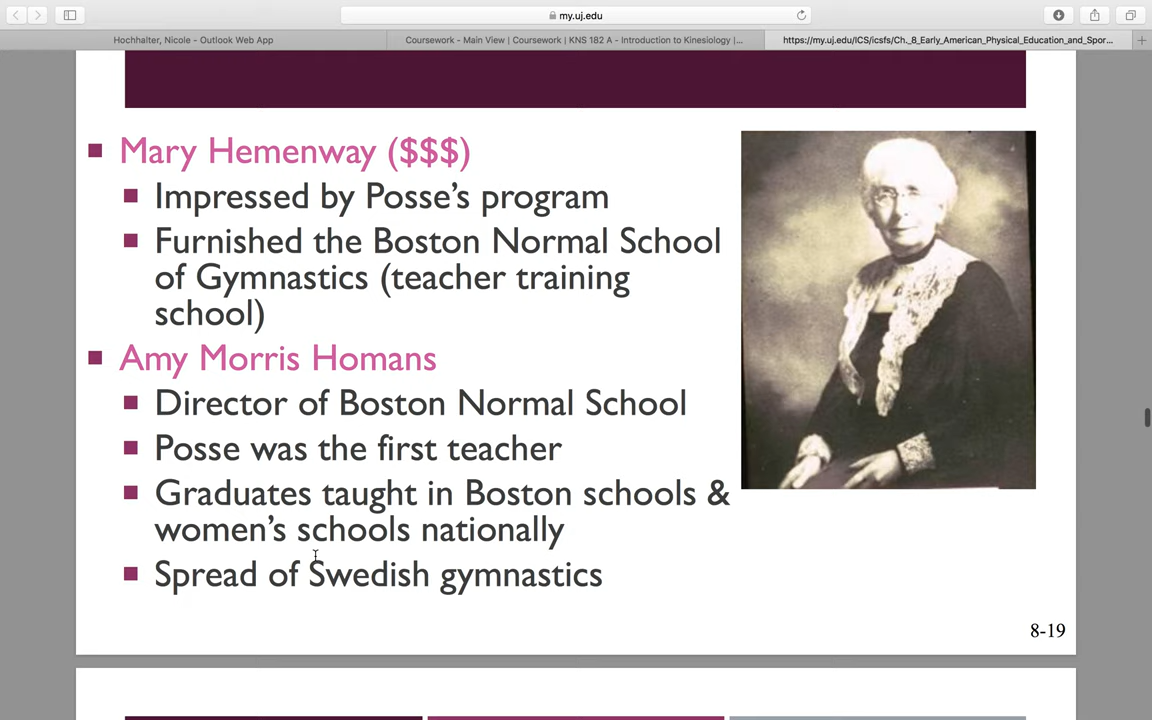 my.uj.edu
Hochhalter, Nicole - Outlook Web App
Coursework - Main View | Coursework | KNS 182 A - Introduction to Kinesiology |...
https://my.uj.edu/ICS/icsfs/Ch._8_Early_American_Physical_Education_and_Spor...
Mary Hemenway ($$$)
Impressed by Posse’s program
Furnished the Boston Normal School
of Gymnastics (teacher training
school)
Amy Morris Homans
Director of Boston Normal School
Posse was the first teacher
Graduates taught in Boston schools &
women’s schools nationally
Spread of Swedish gymnastics
8-19